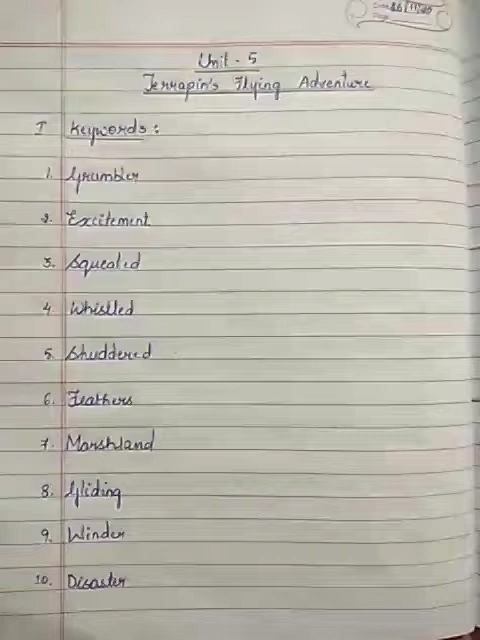 Unit - 5
Terrapin's Flying Adventure
I Keywords :
1. Grumbler
2. Excitement
3. Squealed
4 Whistled
5. Shuddered
6. Feathers
7. Marshland
8. Gliding
9. Winder
10. Disaster